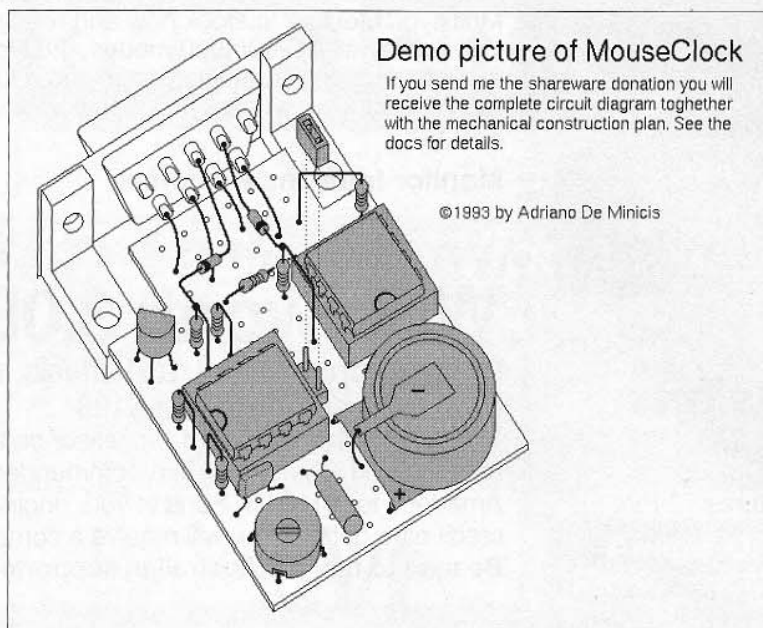 Demo picture of MouseClock
If you send me the shareware donation you will
receive the complete circuit diagram toghether
with the mechanical construction plan. See the
docs for details.
©1993 by Adriano De Minicis
-
+